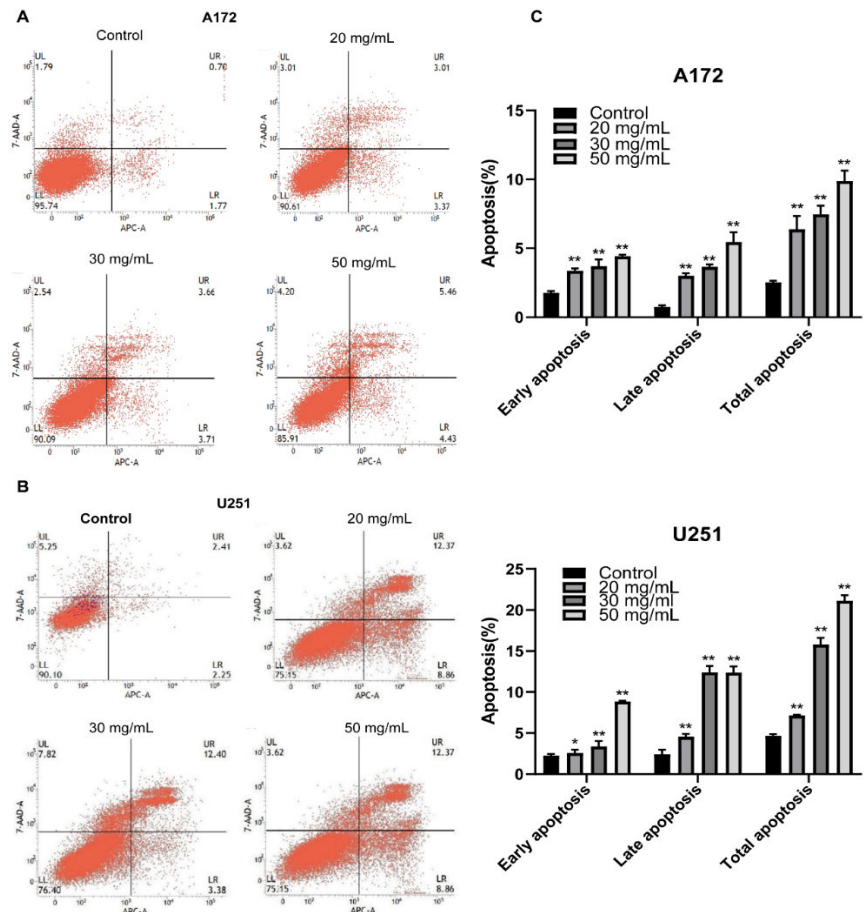 A
A172
Control
UL
1.79
UR
0.70
7-AAD-A
LL
95.74
LR
1.77
APC-A
20 mg/mL
UL
3.01
UR
3.01
7-AAD-A
LL
90.61
LR
3.37
APC-A
30 mg/mL
UL
2.54
UR
3.66
7-AAD-A
LL
90.09
LR
3.71
APC-A
50 mg/mL
UL
4.20
UR
5.46
7-AAD-A
LL
85.91
LR
4.43
APC-A
B
U251
Control
UL
5.25
UR
2.41
7-AAD-A
LL
90.10
LR
2.25
APC-A
20 mg/mL
UL
3.62
UR
12.37
7-AAD-A
LL
75.15
LR
8.86
APC-A
30 mg/mL
UL
7.82
UR
12.40
7-AAD-A
LL
76.40
LR
3.38
APC-A
50 mg/mL
UL
3.62
UR
12.37
7-AAD-A
LL
75.15
LR
8.86
APC-A
C
A172
Control
20 mg/mL
30 mg/mL
50 mg/mL
Apoptosis(%)
15
10
5
0
** ** **
** ** **
** ** **
Early apoptosis
Late apoptosis
Total apoptosis
U251
Control
20 mg/mL
30 mg/ml
50 mg/mL
Apoptosis(%)
25
20
15
10
5
0
* ** **
** ** **
** ** **
Early apoptosis
Late apoptosis
Total apoptosis